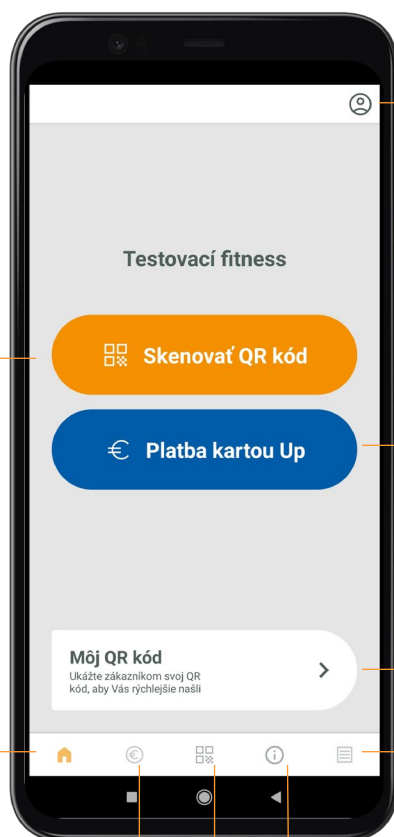 Testovací fitness
Skenovať QR kód
Platba kartou Up
Môj QR kód
Ukážte zákazníkom svoj QR
kód, aby Vás rýchlejšie našli